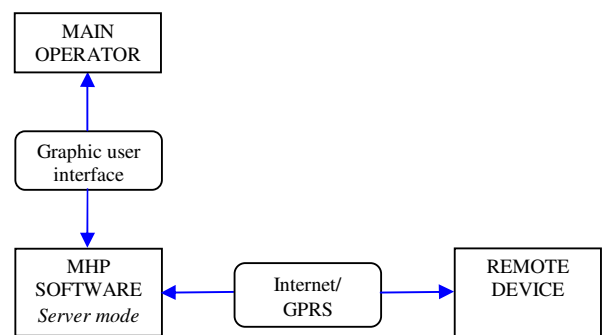 MAIN
OPERATOR
Graphic user
interface
MHP
SOFTWARE
Server mode
Internet/
GPRS
REMOTE
DEVICE